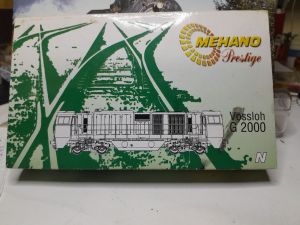 MEHANO
Prestige
Vossloh
G 2000
N